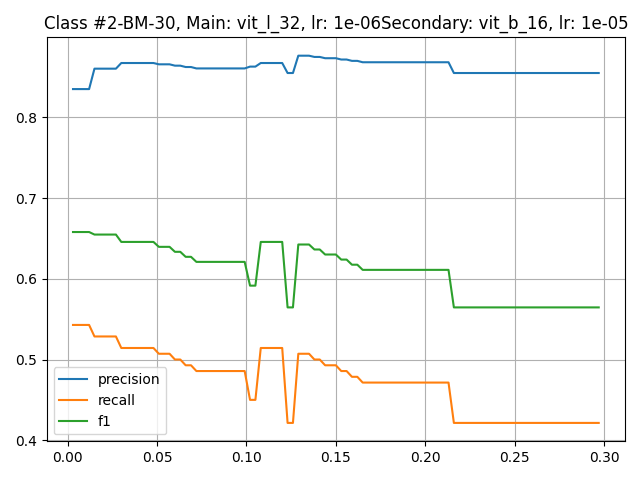 Class #2-BM-30, Main: vit_l_32, lr: 1e-06Secondary: vit_b_16, lr: 1e-05
0.8
0.7
0.6
0.5
0.4
precision
recall
f1
0.00 0.05 0.10 0.15 0.20 0.25 0.30